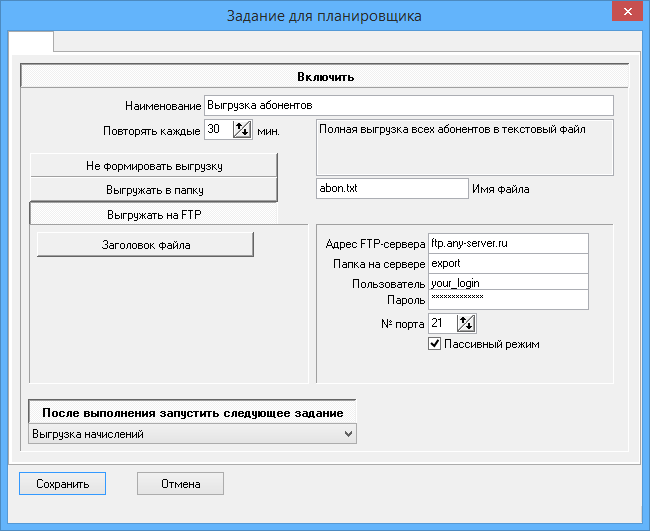 Задание для планировщика
Включить
Наименование Выгрузка абонентов
Повторять каждые 30 мин.
Полная выгрузка всех абонентов в текстовый файл
Не формировать выгрузку
Выгружать в папку
abon.txt Имя файла
Выгружать на FTP
Заголовок файла
Адрес FTP-сервера ftp.any-server.ru
Папка на сервере export
Пользователь your_login
Пароль xxxxxxxxxxxxx
№ порта 21
Пассивный режим
После выполнения запустить следующее задание
Выгрузка начислений
Сохранить Отмена